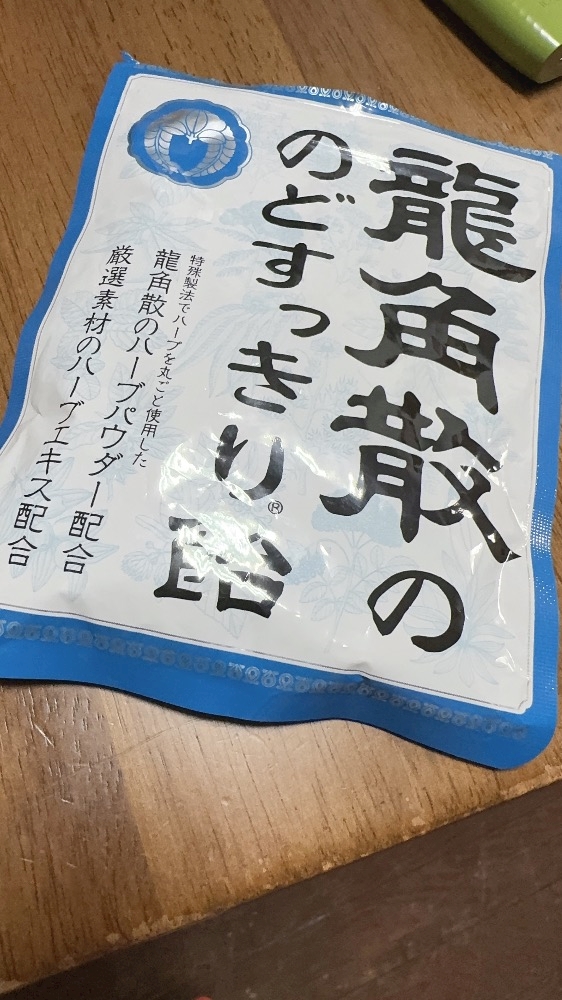 龍角散の
のどすっきり®飴
特殊製法でハーブを丸ごと使用した
龍角散のハーブパウダー配合
厳選素材のハーブエキス配合